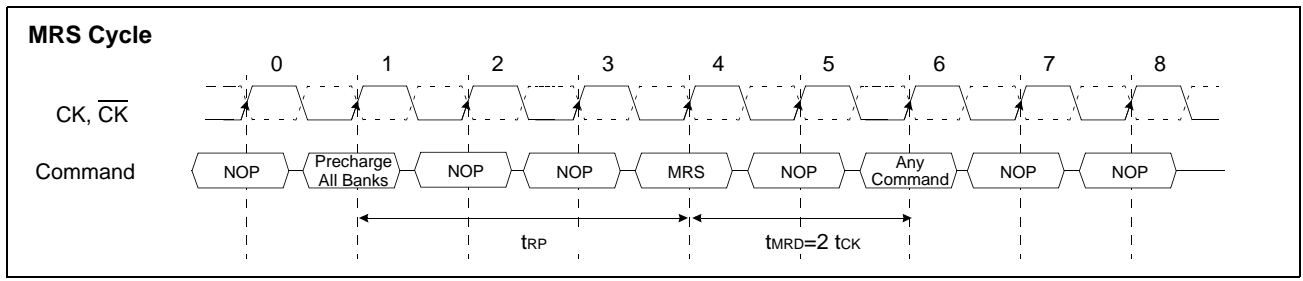 MRS Cycle
0 1 2 3 4 5 6 7 8
CK, C̅K̅
Command
NOP
Precharge
All Banks
NOP
NOP
MRS
NOP
Any
Command
NOP
NOP
tRP
tMRD=2 tCK